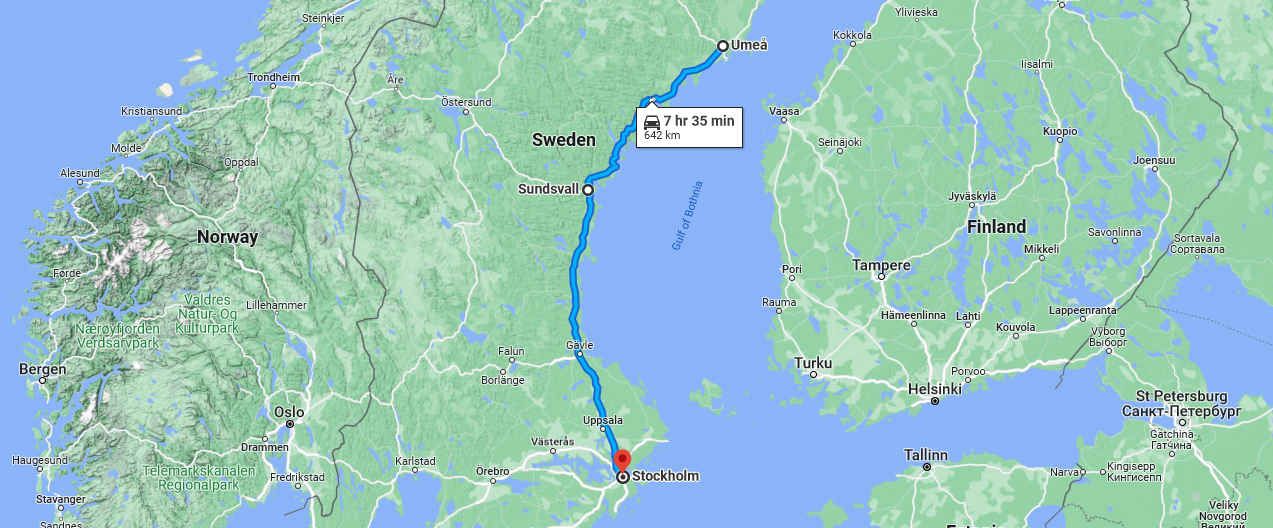 Steinkjer
Ylivieska
Kokkola
Umeå
Iisalmi
Trondheim
Åre
Östersund
Kristiansund
Vaasa
7 hr 35 min
642 km
Kuopio
Sweden
Seinäjoki
Molde
Oppdal
Joensuu
Ålesund
Sundsvall
Jyväskylä
Gulf of Bothnia
Norway
Finland
Savonlinna
Sortavala
Сортавала
Mikkeli
Tampere
Førde
Pori
Valdres
Natur- Og
Kulturpark
Lillehammer
Rauma
Hämeenlinna
Lahti
Lappeenranta
Kouvola
Nærøyfjorden
Verdsarvpark
Vyborg
Выборг
Gävle
Falun
Borlänge
Bergen
Turku
Porvoo
Helsinki
St Petersburg
Санкт-Петербург
Oslo
Uppsala
Drammen
Västerås
Gatchina
Гатчина
Tallinn
Haugesund
Karlstad
Örebro
Telemarkskanalen
Regionalpark
Fredrikstad
Stockholm
Narva
Kingisepp
Кингисепп
Stavanger
Sandnes
Veliky
Novgorod
Великий
Estonia